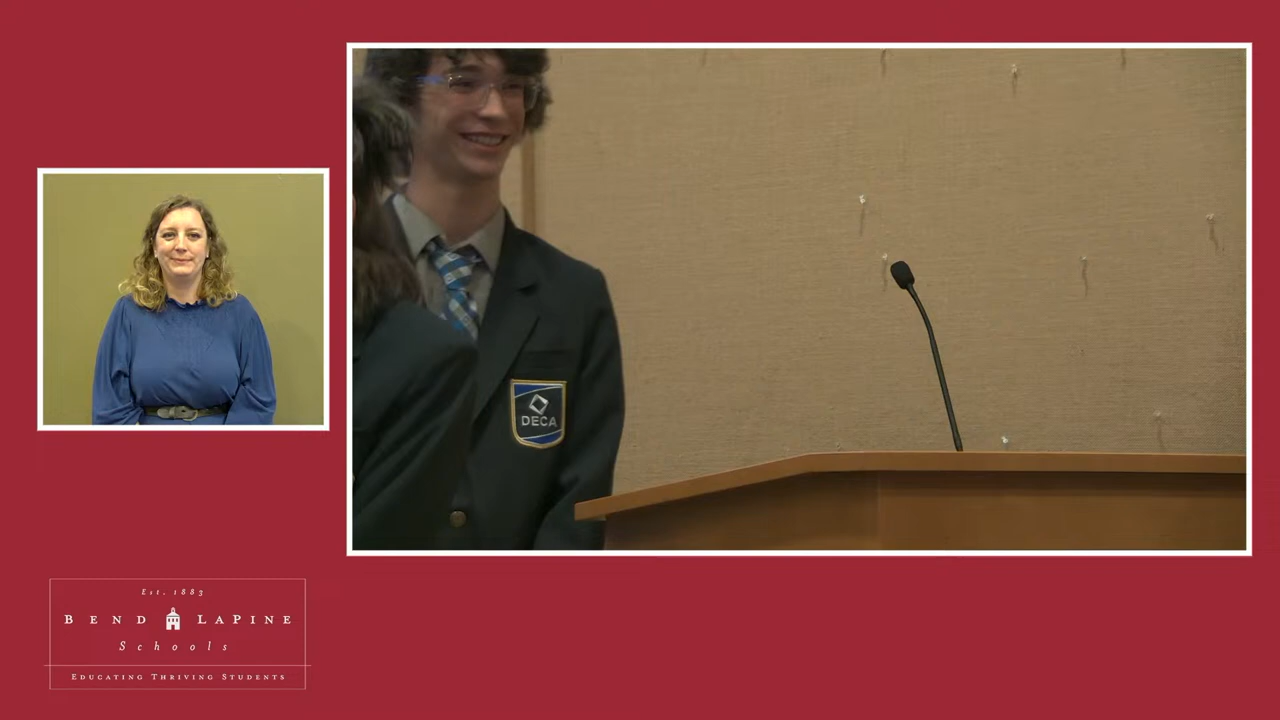 DECA
Est. 1883
BEND LAPINE
Schools
EDUCATING THRIVING STUDENTS